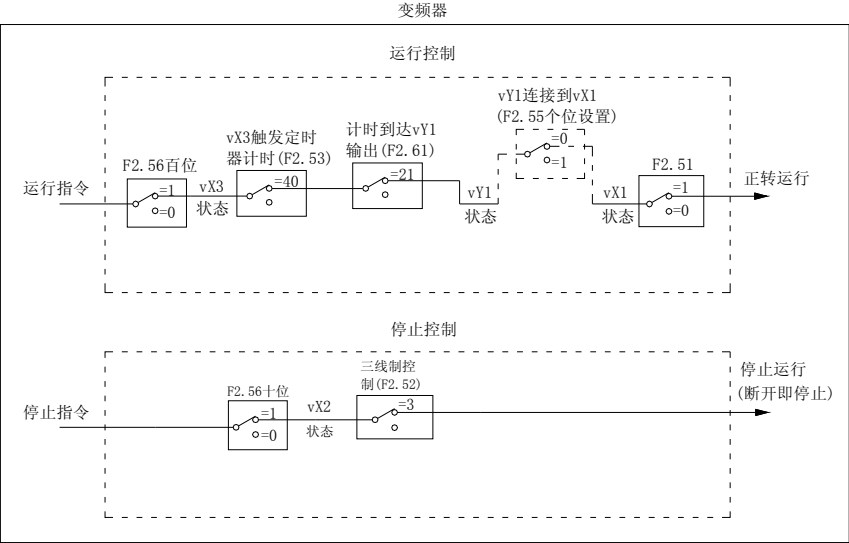 变频器
运行控制
vY1连接到vX1
(F2.55个位设置)
=0
=1
vX3触发定时
器计时(F2.53)
计时到达vY1
输出(F2.61)
F2.56百位
F2.51
运行指令
=1
=0
vX3
状态
=40
=21
vY1
状态
vX1
状态
=1
=0
正转运行
停止控制
三线制控
制(F2.52)
F2.56十位
停止指令
=1
=0
vX2
状态
=3
停止运行
(断开即停止)